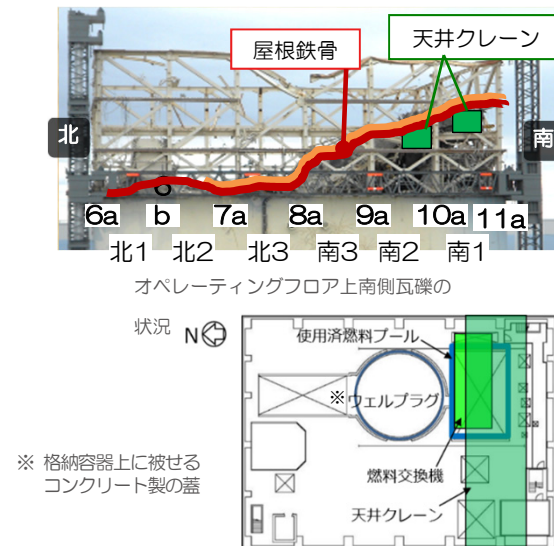 屋根鉄骨
天井クレーン
北
南
6a b 7a 8a 9a 10a 11a
北1 北2 北3 南3 南2 南1
オペレーティングフロア上南側瓦礫の
状況
N
使用済燃料プール
※ウェルプラグ
※ 格納容器上に被せる
コンクリート製の蓋
燃料交換機
天井クレーン